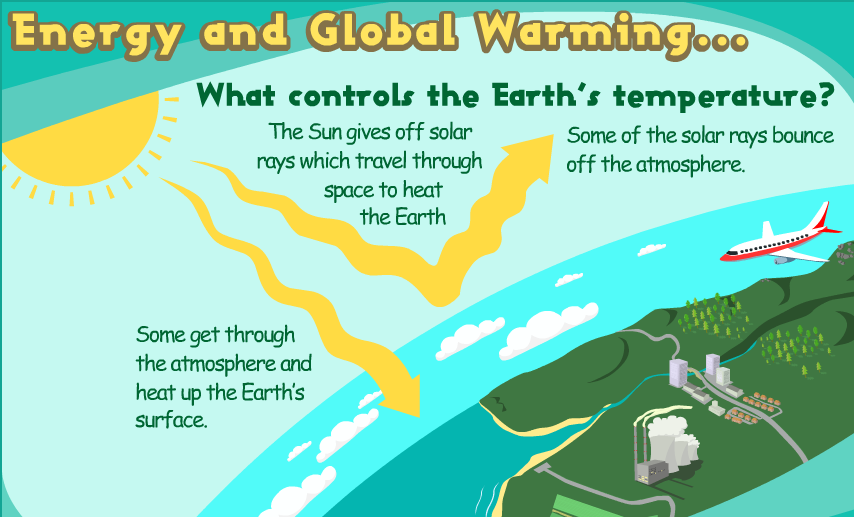 Energy and Global Warming...
What controls the Earth's temperature?
The Sun gives off solar
rays which travel through
space to heat
the Earth
Some of the solar rays bounce
off the atmosphere.
Some get through
the atmosphere and
heat up the Earth's
surface.